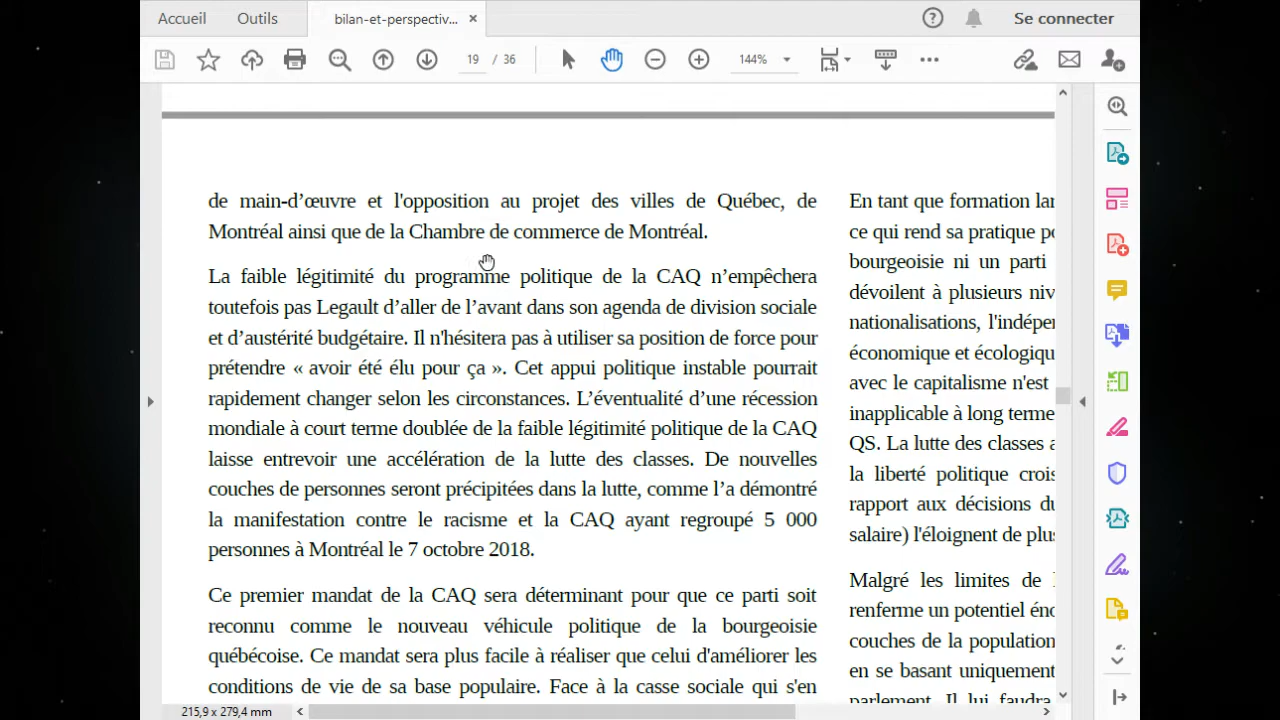 Accueil
Outils
bilan-et-perspectiv...
Se connecter
19 / 36
144%
de main-d’œuvre et l'opposition au projet des villes de Québec, de
Montréal ainsi que de la Chambre de commerce de Montréal.
La faible légitimité du programme politique de la CAQ n’empêchera
toutefois pas Legault d’aller de l’avant dans son agenda de division sociale
et d’austérité budgétaire. Il n'hésitera pas à utiliser sa position de force pour
prétendre « avoir été élu pour ça ». Cet appui politique instable pourrait
rapidement changer selon les circonstances. L’éventualité d’une récession
mondiale à court terme doublée de la faible légitimité politique de la CAQ
laisse entrevoir une accélération de la lutte des classes. De nouvelles
couches de personnes seront précipitées dans la lutte, comme l’a démontré
la manifestation contre le racisme et la CAQ ayant regroupé 5 000
personnes à Montréal le 7 octobre 2018.
Ce premier mandat de la CAQ sera déterminant pour que ce parti soit
reconnu comme le nouveau véhicule politique de la bourgeoisie
québécoise. Ce mandat sera plus facile à réaliser que celui d'améliorer les
conditions de vie de sa base populaire. Face à la casse sociale qui s'en
En tant que formation lar
ce qui rend sa pratique po
bourgeoisie ni un parti
dévoilent à plusieurs niv
nationalisations, l'indépen
économique et écologiqu
avec le capitalisme n'est
inapplicable à long terme
QS. La lutte des classes a
la liberté politique crois
rapport aux décisions du
salaire) l'éloignent de plus
Malgré les limites de
renferme un potentiel éno
couches de la population
en se basant uniquement
parlement. Il lui faudra
215,9 x 279,4 mm